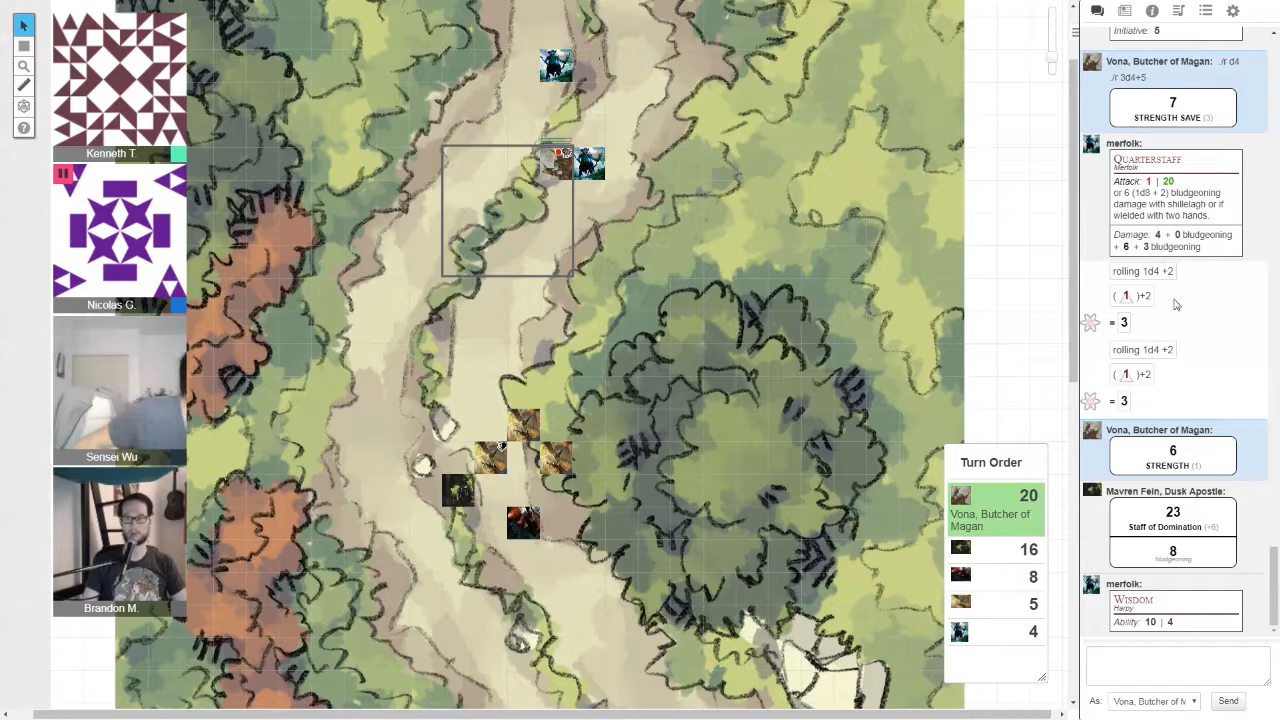 Kenneth T.
Nicolas G.
Sensei Wu
Brandon M.
Turn Order
20
Vona, Butcher of
Magan
16
8
5
4
Initiative: 5
Vona, Butcher of Magan: ./r d4
./r 3d4+5
7
STRENGTH SAVE (3)
merfolk:
QUARTERSTAFF
Merfolk
Attack: 1 | 20
or 6 (1d8 + 2) bludgeoning
damage with shillelagh or if
wielded with two hands.
Damage: 4 + 0 bludgeoning
+ 6 + 3 bludgeoning
rolling 1d4 +2
( 1 )+2
= 3
rolling 1d4 +2
( 1 )+2
= 3
Vona, Butcher of Magan:
6
STRENGTH (1)
Mavren Fein, Dusk Apostle:
23
Staff of Domination (+6)
8
bludgeoning
merfolk:
WISDOM
Harpy
Ability: 10 | 4
As: Vona, Butcher of M
Send